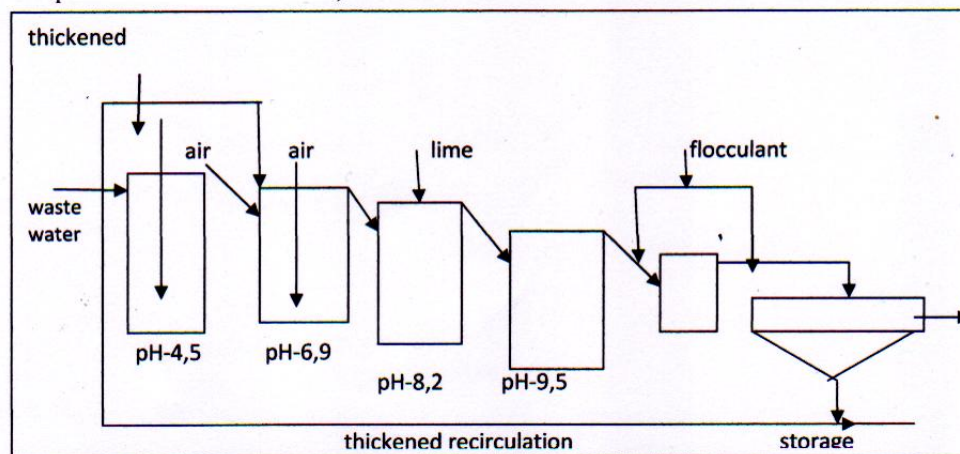 thickened
air
air
lime
flocculant
waste
water
pH-4,5
pH-6,9
pH-8,2
pH-9,5
thickened recirculation
storage